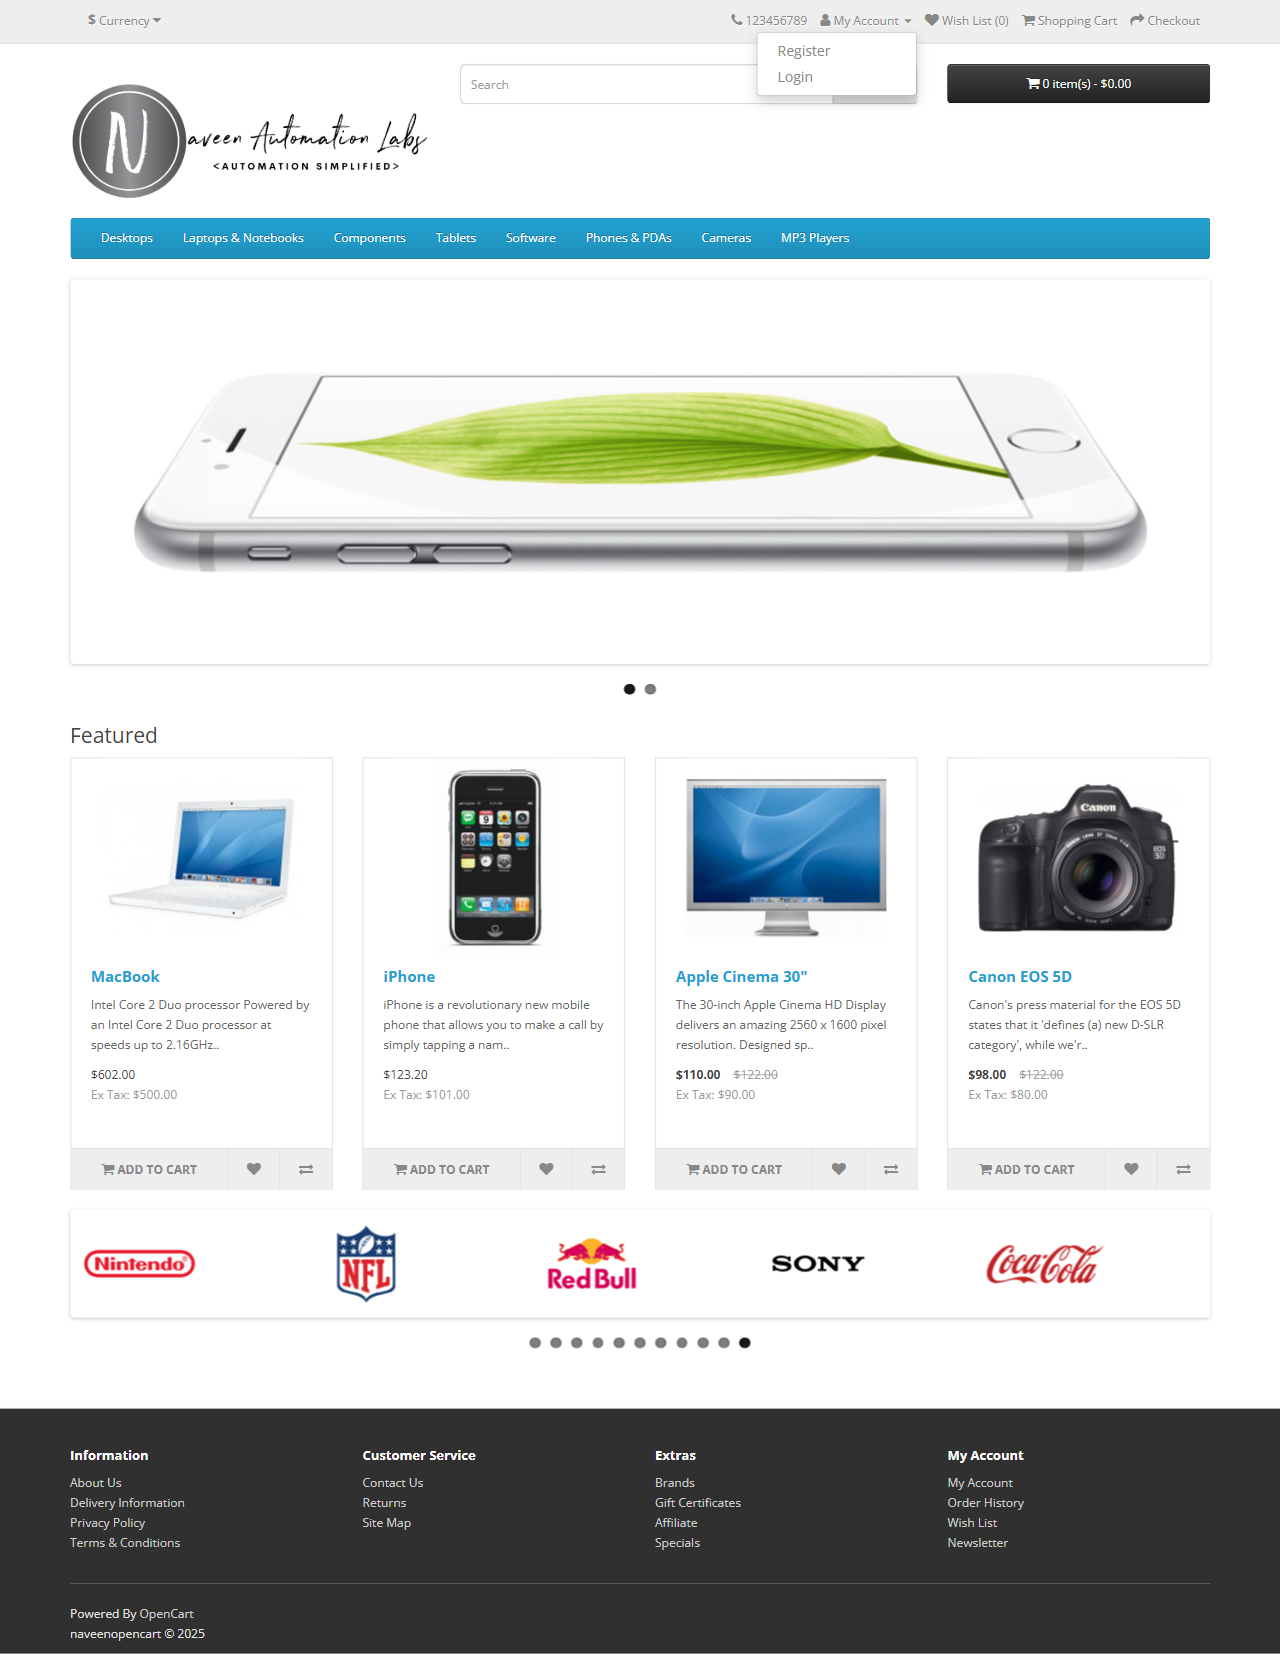 $ Currency
123456789 My Account Wish List (0) Shopping Cart Checkout
Register
Login
Search
0 item(s) - $0.00
N
aveen Automation Labs
<AUTOMATION SIMPLIFIED>
Desktops Laptops & Notebooks Components Tablets Software Phones & PDAs Cameras MP3 Players
Featured
Canon
EOS
5D
MacBook
Intel Core 2 Duo processor Powered by
an Intel Core 2 Duo processor at
speeds up to 2.16GHz..
$602.00
Ex Tax: $500.00
ADD TO CART
iPhone
iPhone is a revolutionary new mobile
phone that allows you to make a call by
simply tapping a nam..
$123.20
Ex Tax: $101.00
ADD TO CART
Apple Cinema 30"
The 30-inch Apple Cinema HD Display
delivers an amazing 2560 x 1600 pixel
resolution. Designed sp..
$110.00 $122.00
Ex Tax: $90.00
ADD TO CART
Canon EOS 5D
Canon's press material for the EOS 5D
states that it 'defines (a) new D-SLR
category', while we'r..
$98.00 $122.00
Ex Tax: $80.00
ADD TO CART
Nintendo
NFL
Red Bull
SONY
Coca-Cola
Information
About Us
Delivery Information
Privacy Policy
Terms & Conditions
Customer Service
Contact Us
Returns
Site Map
Extras
Brands
Gift Certificates
Affiliate
Specials
My Account
My Account
Order History
Wish List
Newsletter
Powered By OpenCart
naveenopencart © 2025